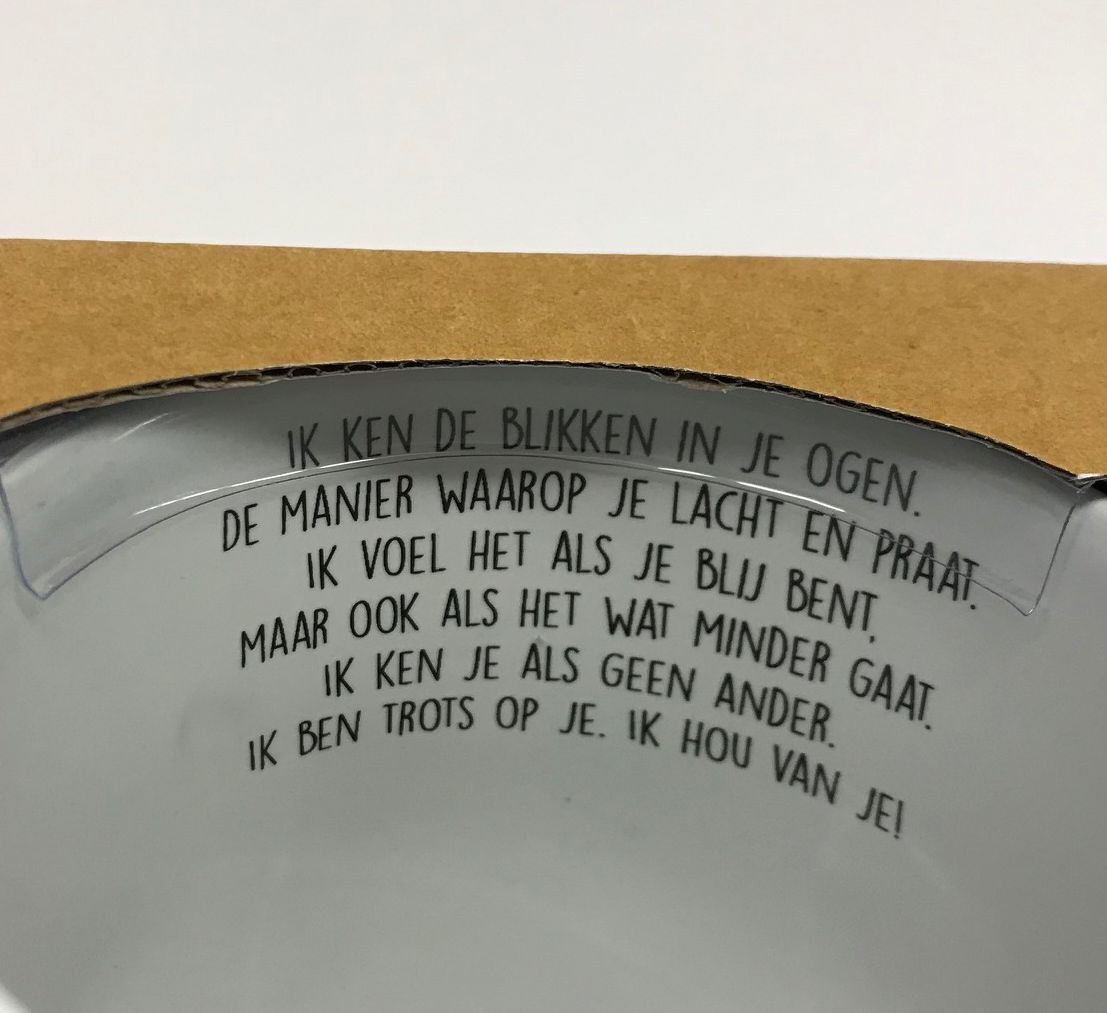 IK KEN DE BLIKKEN IN JE OGEN.
DE MANIER WAAROP JE LACHT EN PRAAT.
IK VOEL HET ALS JE BLIJ BENT,
MAAR OOK ALS HET WAT MINDER GAAT.
IK KEN JE ALS GEEN ANDER.
IK BEN TROTS OP JE. IK HOU VAN JE!